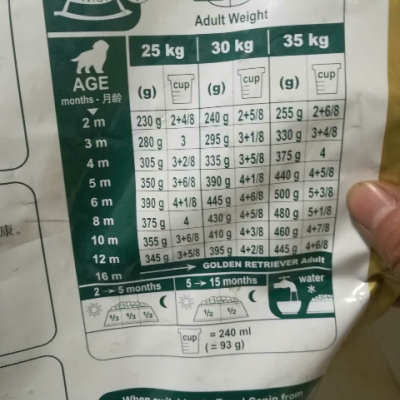 Adult Weight
25 kg 30 kg 35 kg
AGE
months - 月龄
(g) cup (g) cup (g) cup
2 m 230 g 2+4/8 240 g 2+5/8 255 g 2+6/8
3 m 280 g 3 295 g 3+1/8 330 g 3+4/8
4 m 305 g 3+2/8 335 g 3+5/8 375 g 4
5 m 350 g 3+6/8 390 g 4+1/8 440 g 4+5/8
6 m 390 g 4+1/8 445 g 4+6/8 500 g 5+3/8
8 m 375 g 4 430 g 4+5/8 480 g 5+1/8
10 m 355 g 3+6/8 410 g 4+3/8 460 g 4+7/8
12 m 345 g 3+5/8 395 g 4+2/8 445 g 4+6/8
16 m GOLDEN RETRIEVER Adult
2 → 5 months 5 → 15 months water
水
1/3 1/3 1/3 1/2 1/2
cup = 240 ml
(= 93 g)
康。